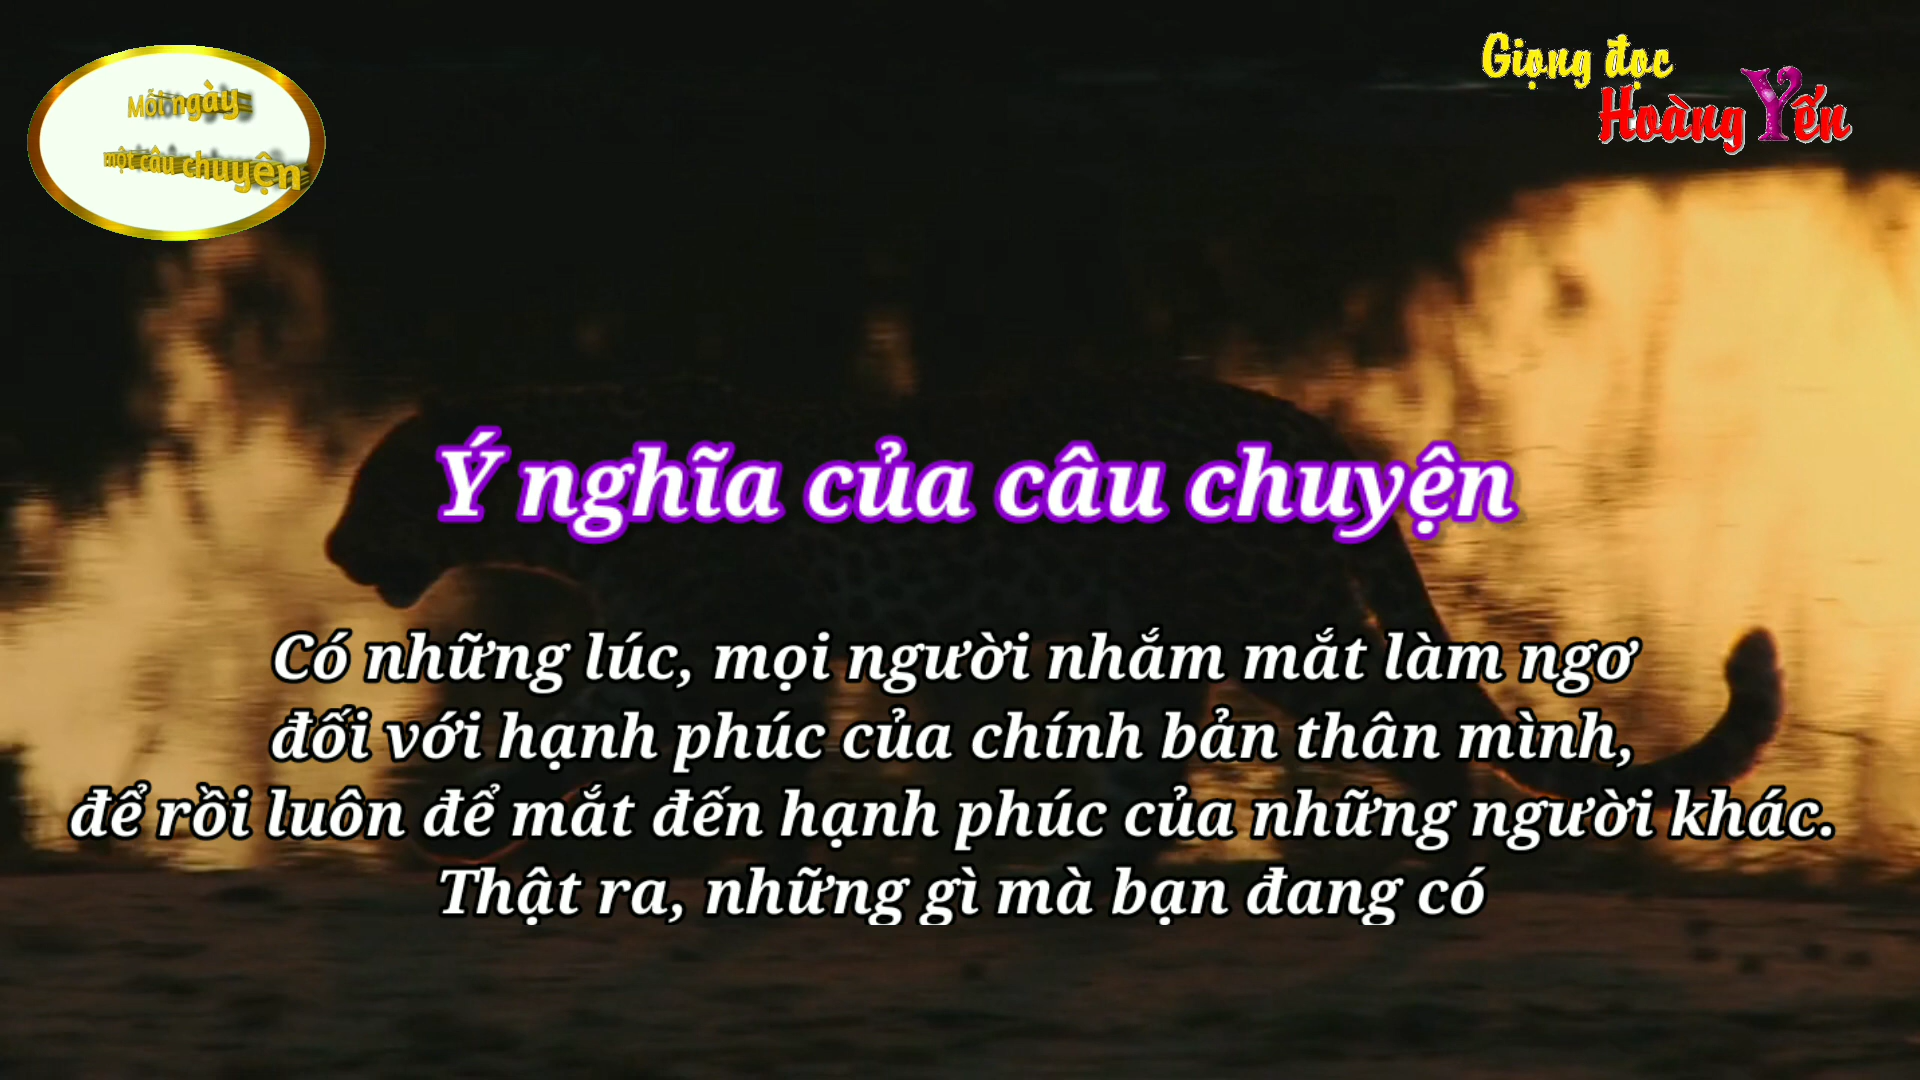 Mỗi ngày
một câu chuyện
Giọng đọc
Hoàng Yến
Ý nghĩa của câu chuyện
Có những lúc, mọi người nhắm mắt làm ngơ
đối với hạnh phúc của chính bản thân mình,
để rồi luôn để mắt đến hạnh phúc của những người khác.
Thật ra, những gì mà bạn đang có